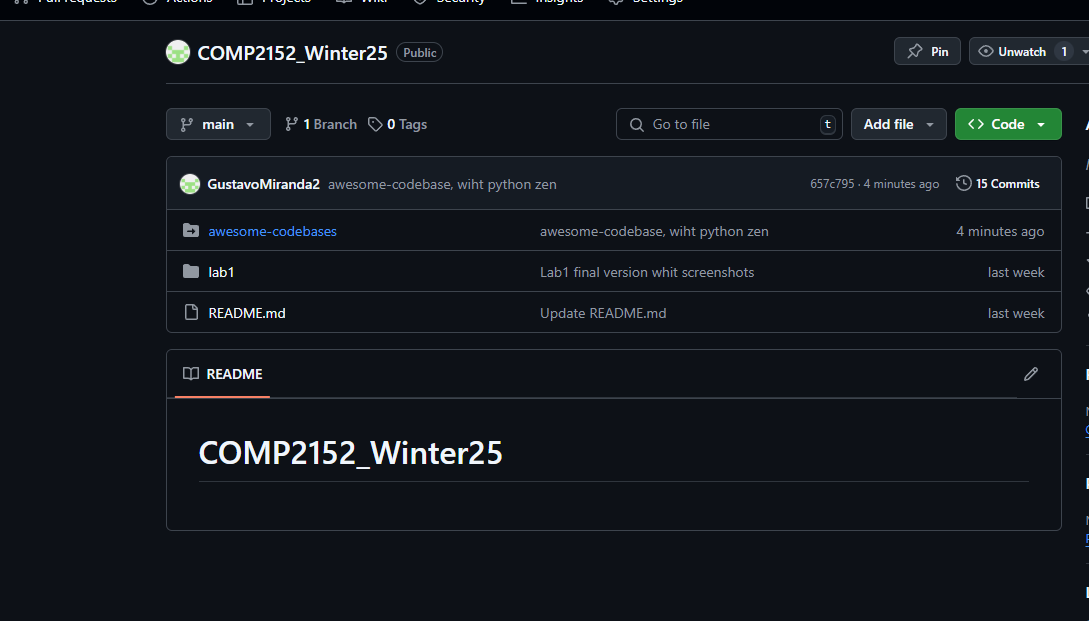 Pull requests Actions Projects Wiki Security Insights Settings
COMP2152_Winter25 Public Pin Unwatch 1
main 1 Branch 0 Tags Go to file t Add file Code
GustavoMiranda2 awesome-codebase, wiht python zen 657c795 · 4 minutes ago 15 Commits
awesome-codebases awesome-codebase, wiht python zen 4 minutes ago
lab1 Lab1 final version whit screenshots last week
README.md Update README.md last week
README
COMP2152_Winter25